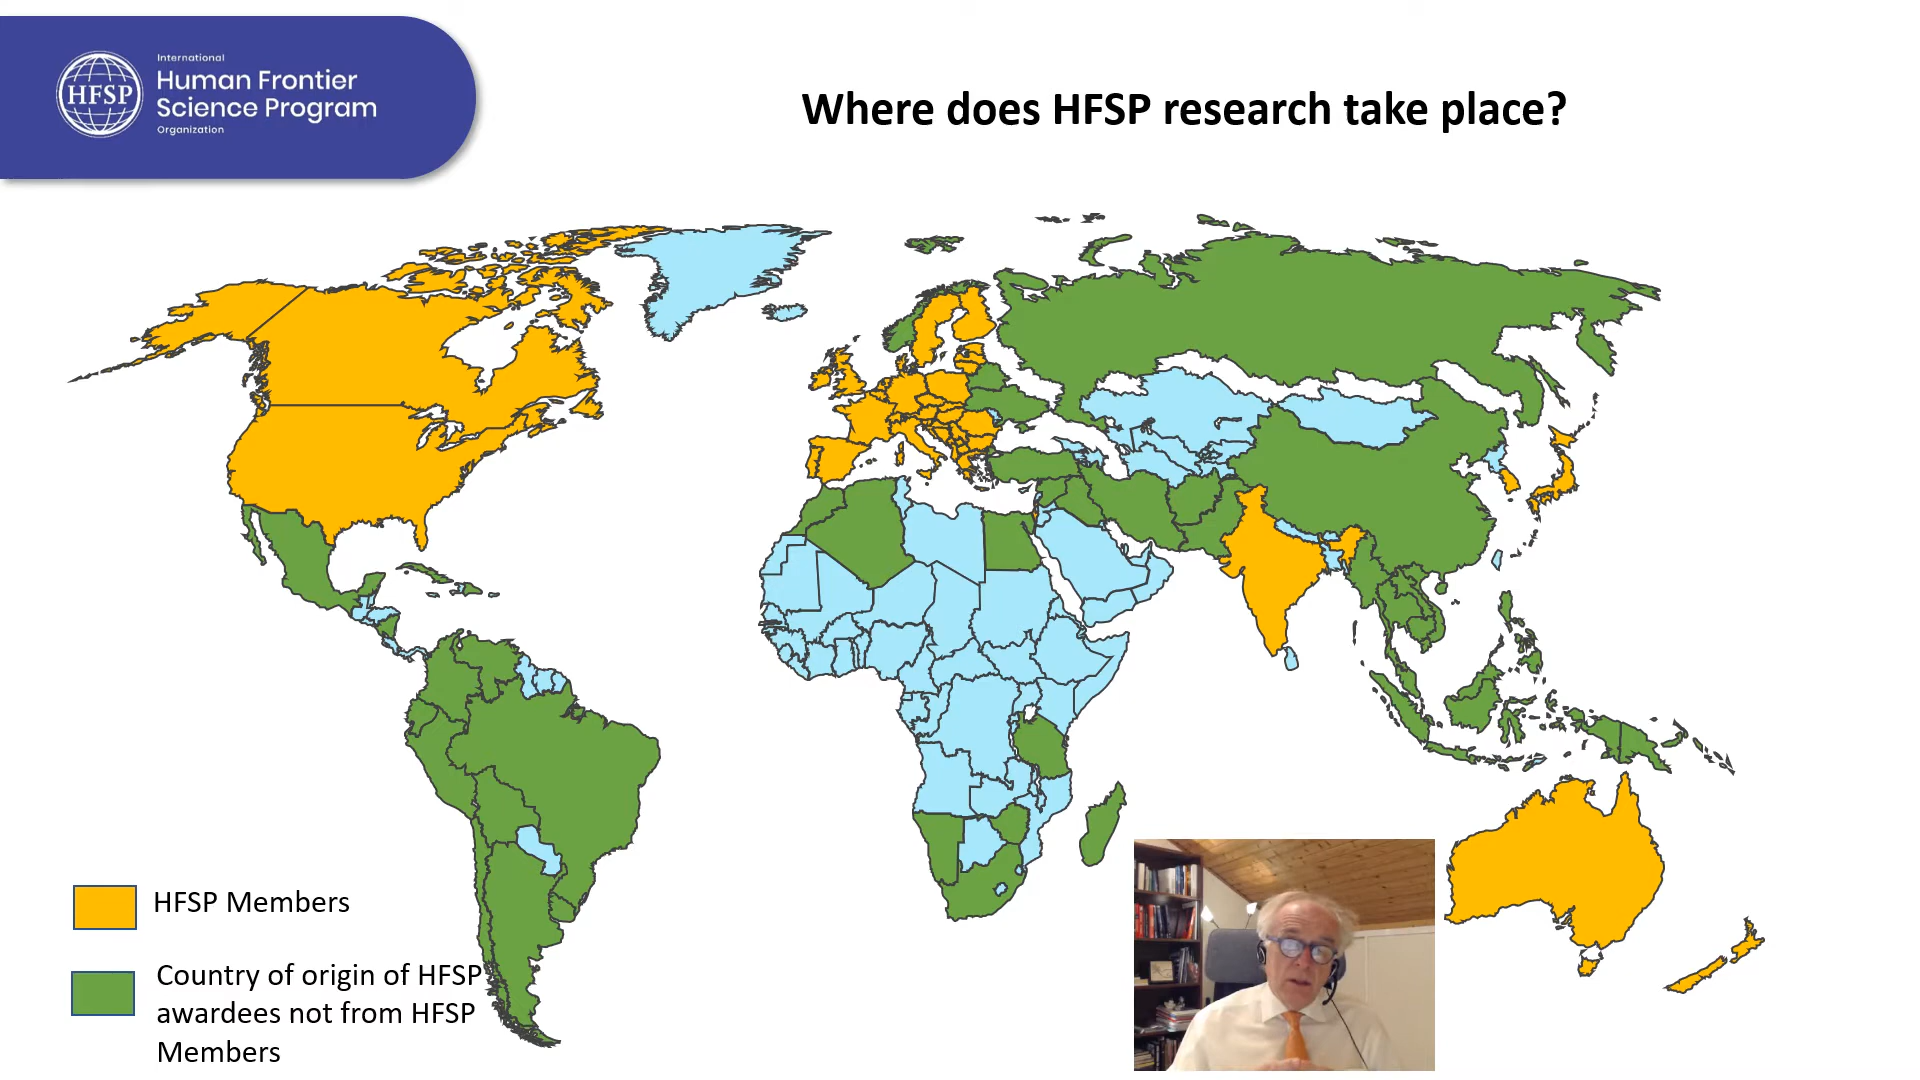 International
Human Frontier
Science Program
Organization
HFSP
Where does HFSP research take place?
HFSP Members
Country of origin of HFSP
awardees not from HFSP
Members